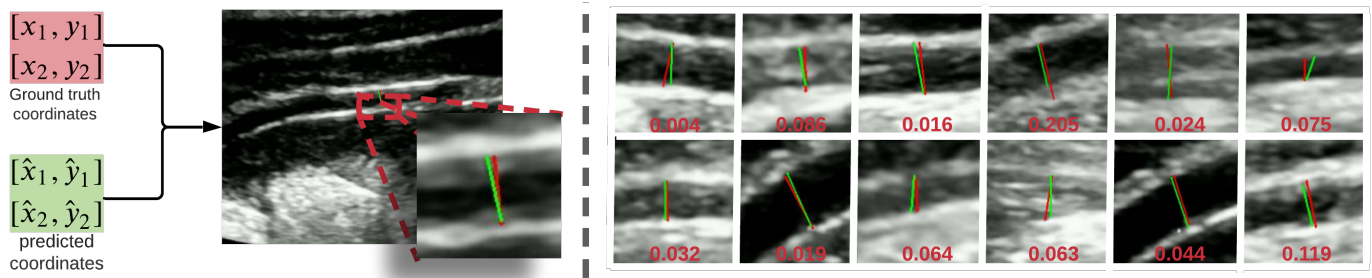 [x₁, y₁]
[x₂, y₂]
Ground truth
coordinates
[x̂₁, ŷ₁]
[x̂₂, ŷ₂]
predicted
coordinates
0.004
0.086
0.016
0.205
0.024
0.075
0.032
0.019
0.064
0.063
0.044
0.119